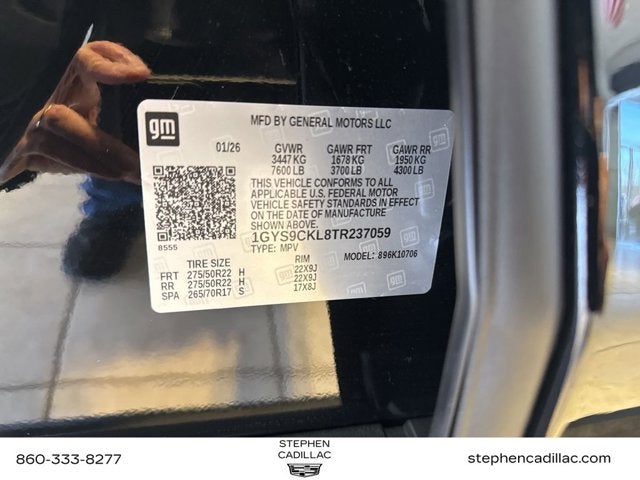 gm
MFD BY GENERAL MOTORS LLC
01/26 GVWR GAWR FRT GAWR RR
3447 KG 1678 KG 1950 KG
7600 LB 3700 LB 4300 LB
THIS VEHICLE CONFORMS TO ALL
APPLICABLE U.S. FEDERAL MOTOR
VEHICLE SAFETY STANDARDS IN EFFECT
ON THE DATE OF MANUFACTURE
SHOWN ABOVE.
1GYS9CKL8TR237059
8555
TYPE: MPV MODEL: 896K10706
TIRE SIZE RIM
FRT 275/50R22 H 22X9J
RR 275/50R22 H 22X9J
SPA 265/70R17 S 17X8J
860-333-8277
STEPHEN
CADILLAC
stephencadillac.com